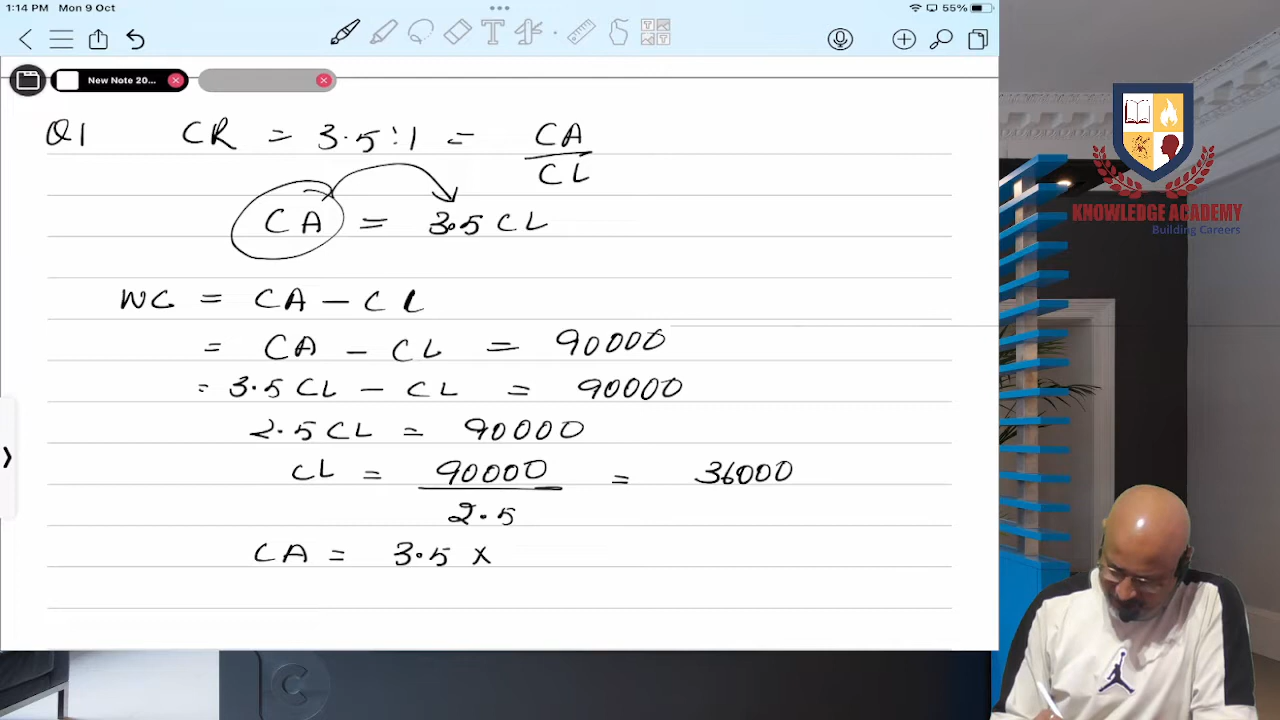 1:14 PM Mon 9 Oct
55%
New Note 20...
Q1 CR = 3.5:1 = CA / CL
CA = 3.5 CL
WC = CA - CL
= CA - CL = 90000
= 3.5 CL - CL = 90000
2.5 CL = 90000
CL = 90000 / 2.5 = 36000
CA = 3.5 x
KNOWLEDGE ACADEMY
Building Careers